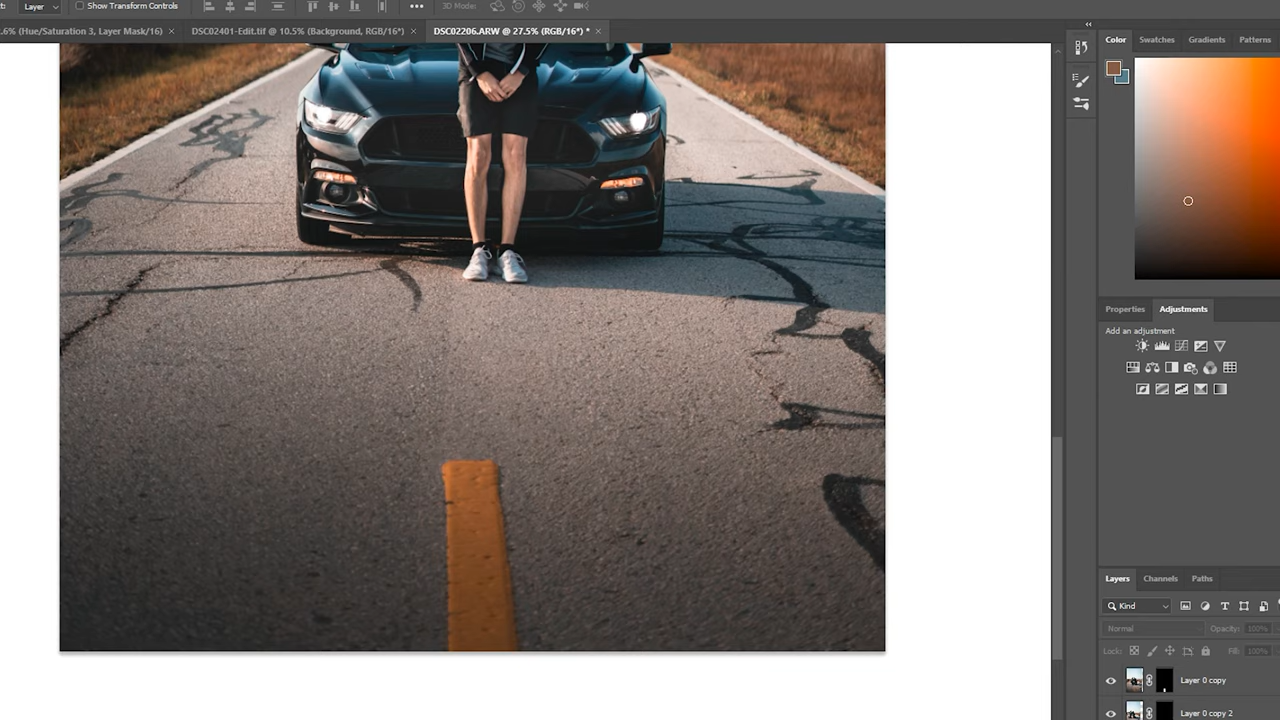 Layer
Show Transform Controls
3D Mode:
.6% (Hue/Saturation 3, Layer Mask/16)
DSC02401-Edit.tif @ 10.5% (Background, RGB/16*)
DSC02206.ARW @ 27.5% (RGB/16*) *
Color
Swatches
Gradients
Patterns
Properties
Adjustments
Add an adjustment
Layers
Channels
Paths
Kind
Normal
Opacity: 100%
Lock:
Fill: 100%
Layer 0 copy
Layer 0 copy 2